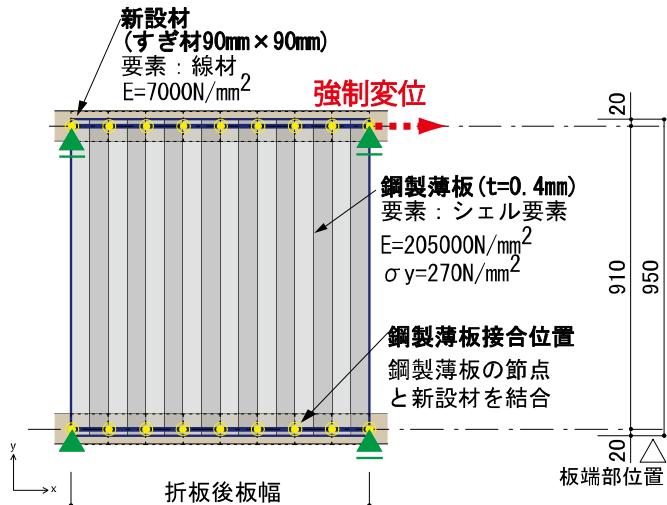 新設材
(すぎ材90mm×90mm)
要素：線材
E=7000N/mm²
強制変位
鋼製薄板(t=0.4mm)
要素：シェル要素
E=205000N/mm²
σy=270N/mm²
鋼製薄板接合位置
鋼製薄板の節点
と新設材を結合
20
910
950
20
板端部位置
折板後板幅
y
x